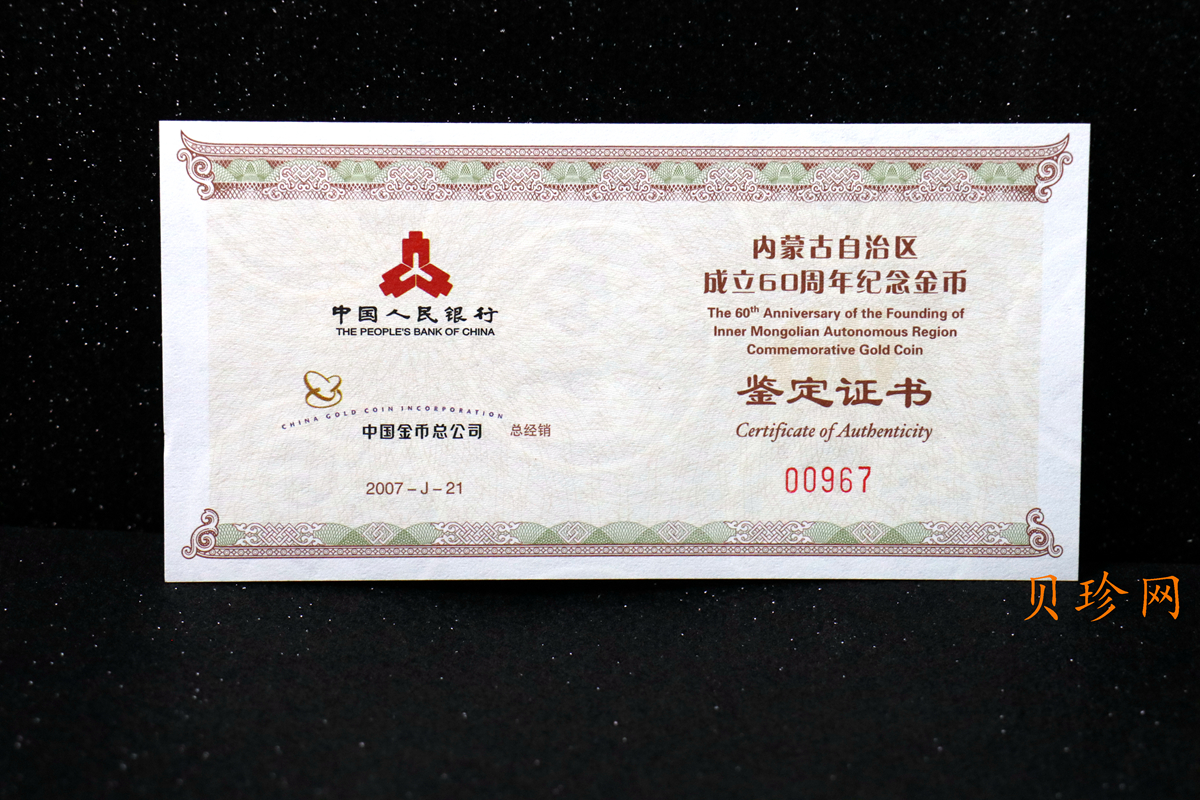 中国人民银行
THE PEOPLE'S BANK OF CHINA
CHINA GOLD COIN INCORPORATION
中国金币总公司 总经销
2007-J-21
内蒙古自治区
成立60周年纪念金币
The 60th Anniversary of the Founding of
Inner Mongolian Autonomous Region
Commemorative Gold Coin
鉴定证书
Certificate of Authenticity
00967
贝珍网